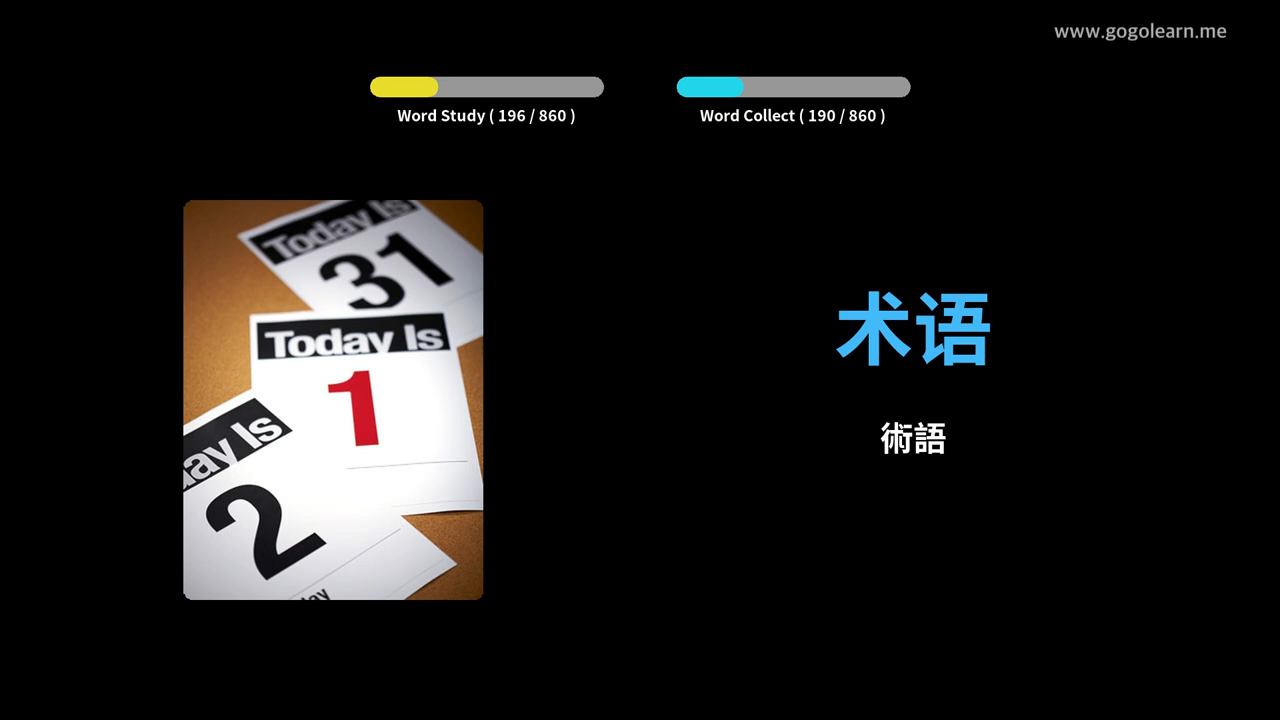 www.gogolearn.me
Word Study ( 196 / 860 )
Word Collect ( 190 / 860 )
Today Is
31
Today Is
1
day Is
2
术语
術語